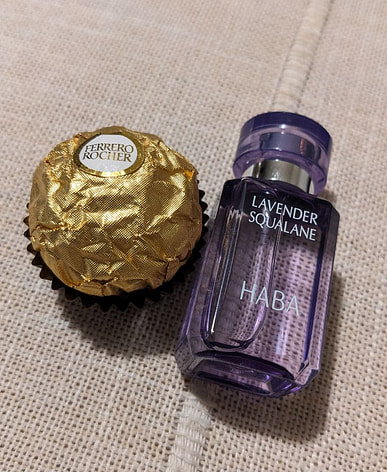 FERRERO
ROCHER
LAVENDER
SQUALANE
HABA